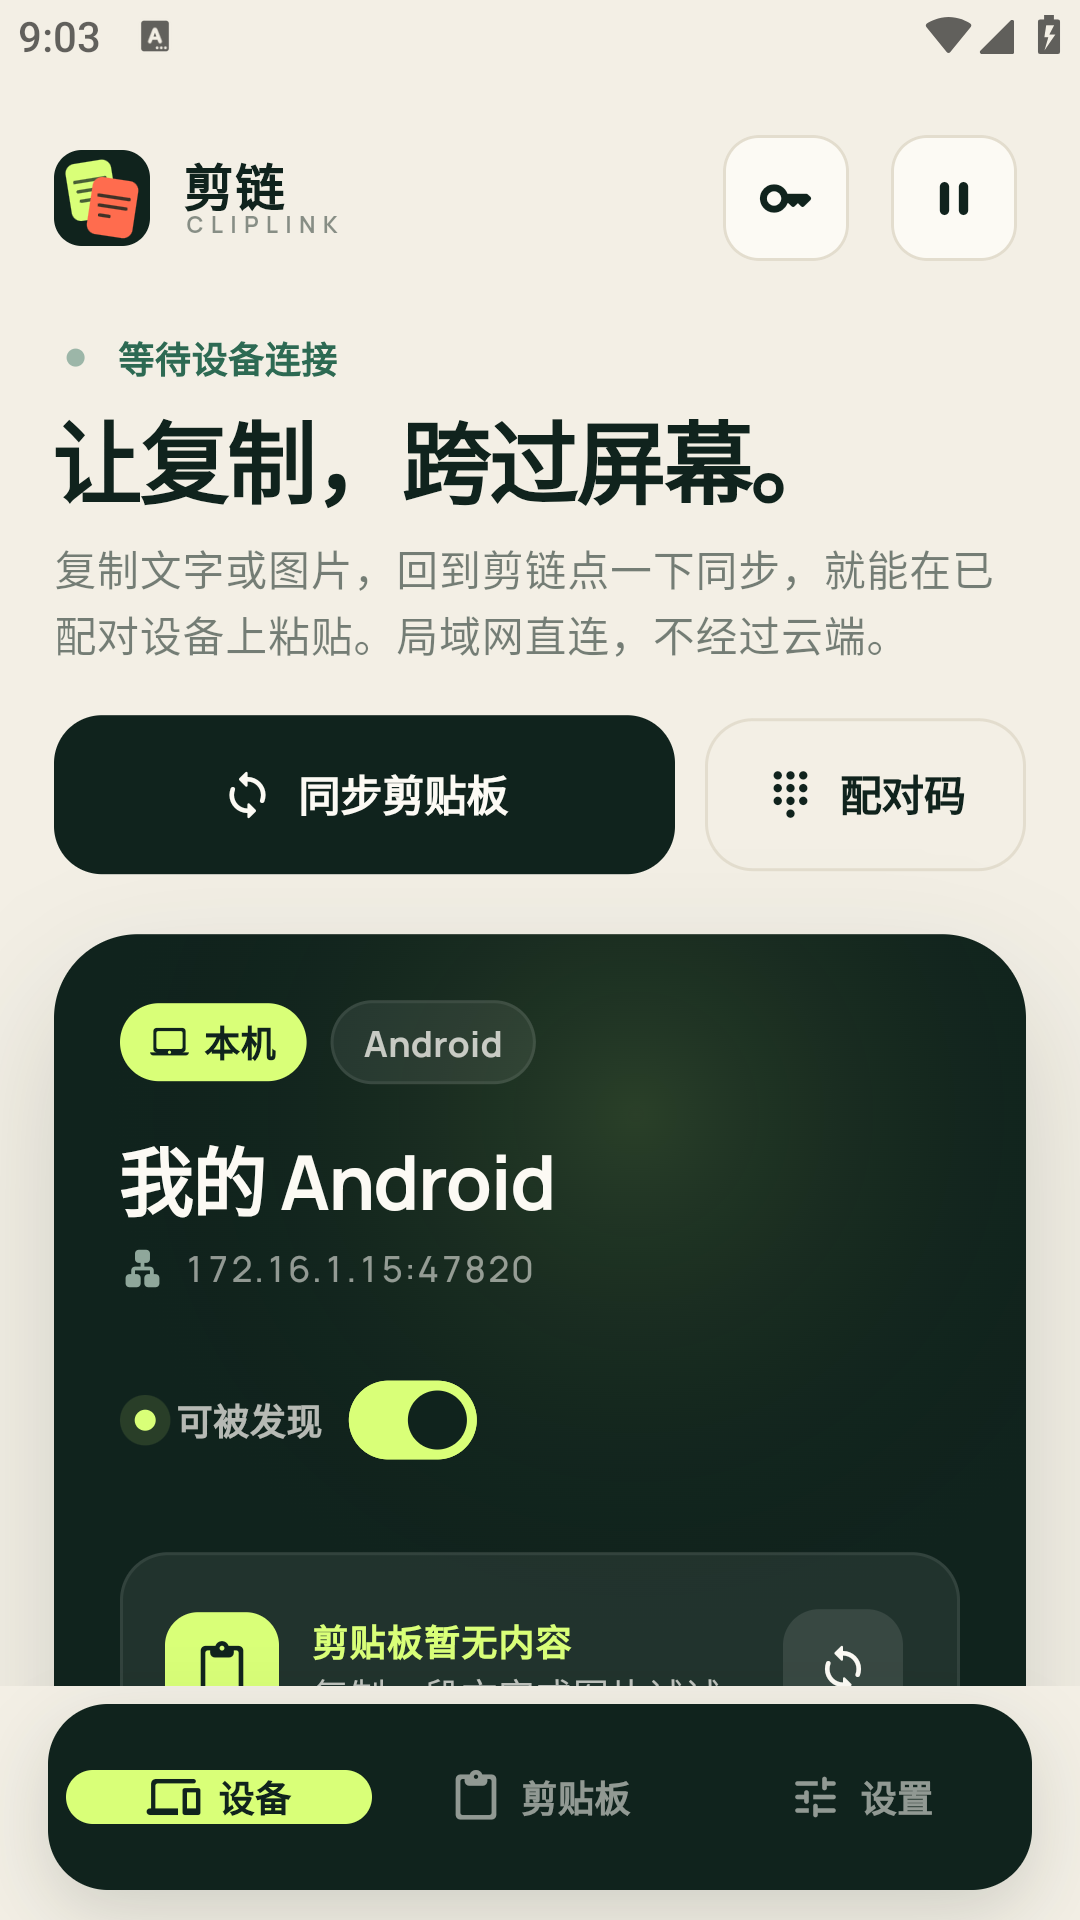 9:03
剪链
CLIPLINK
等待设备连接
让复制，跨过屏幕。
复制文字或图片，回到剪链点一下同步，就能在已
配对设备上粘贴。局域网直连，不经过云端。
同步剪贴板
配对码
本机
Android
我的 Android
172.16.1.15:47820
可被发现
剪贴板暂无内容
设备
剪贴板
设置